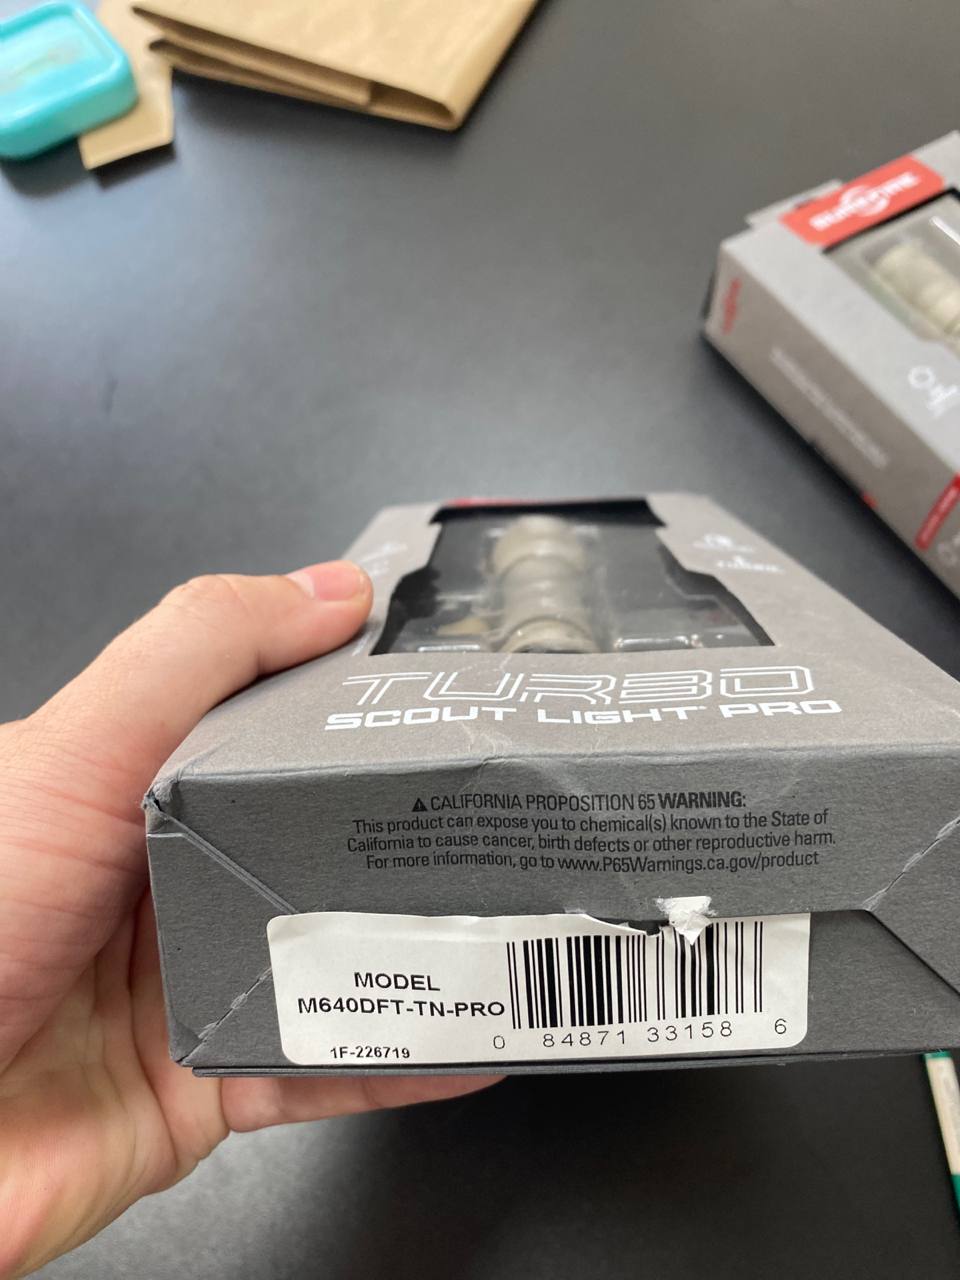 SUREFIRE
TURBO
SCOUT LIGHT PRO
⚠ CALIFORNIA PROPOSITION 65 WARNING:
This product can expose you to chemical(s) known to the State of
California to cause cancer, birth defects or other reproductive harm.
For more information, go to www.P65Warnings.ca.gov/product
MODEL
M640DFT-TN-PRO
1F-226719
0 84871 33158 6